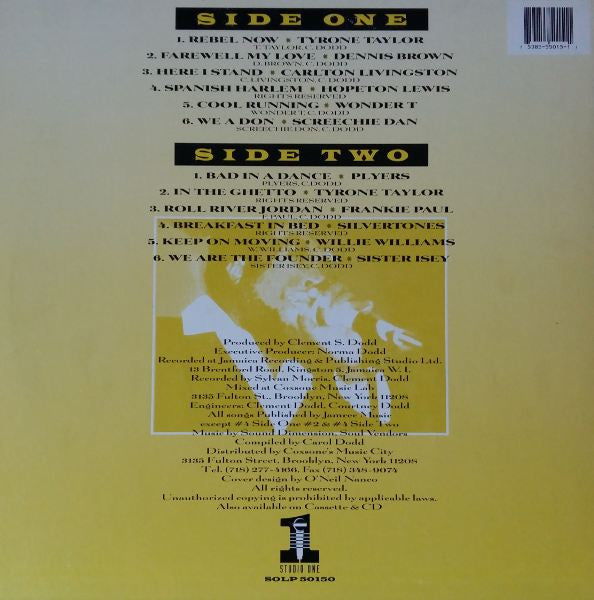 SIDE ONE
1. REBEL NOW * TYRONE TAYLOR
T. TAYLOR, C. DODD
2. FAREWELL MY LOVE * DENNIS BROWN
D. BROWN, C. DODD
3. HERE I STAND * CARLTON LIVINGSTON
C. LIVINGSTON, C. DODD
4. SPANISH HARLEM * HOPETON LEWIS
RIGHTS RESERVED
5. COOL RUNNING * WONDER T
WONDER T, C. DODD
6. WE A DON * SCREECHIE DAN
SCREECHIE DON, C. DODD
SIDE TWO
1. BAD IN A DANCE * PLYERS
PLYERS, C. DODD
2. IN THE GHETTO * TYRONE TAYLOR
RIGHTS RESERVED
3. ROLL RIVER JORDAN * FRANKIE PAUL
F. PAUL, C. DODD
4. BREAKFAST IN BED * SILVERTONES
RIGHTS RESERVED
5. KEEP ON MOVING * WILLIE WILLIAMS
W. WILLIAMS, C. DODD
6. WE ARE THE FOUNDER * SISTER ISEY
SISTER ISEY, C. DODD
Produced by Clement S. Dodd
Executive Producer: Norma Dodd
Recorded at Jamaica Recording & Publishing Studio Ltd.
13 Brentford Road, Kingston 5, Jamaica W. I.
Recorded by Sylvan Morris, Clement Dodd
Mixed at Coxsone Music Lab
3135 Fulton St., Brooklyn, New York 11208
Engineers: Clement Dodd, Courtney Dodd
All songs Published by Jamrec Music
except #4 Side One #2 & #4 Side Two
Music by Sound Dimension, Soul Vendors
Compiled by Carol Dodd
Distributed by Coxsone's Music City
3135 Fulton Street, Brooklyn, New York 11208
Tel. (718) 277-4166, Fax (718) 348-9074
Cover design by O'Neil Nanco
All rights reserved.
Unauthorized copying is prohibited by applicable laws.
Also available on Cassette & CD
1
STUDIO ONE
SOLP 50150